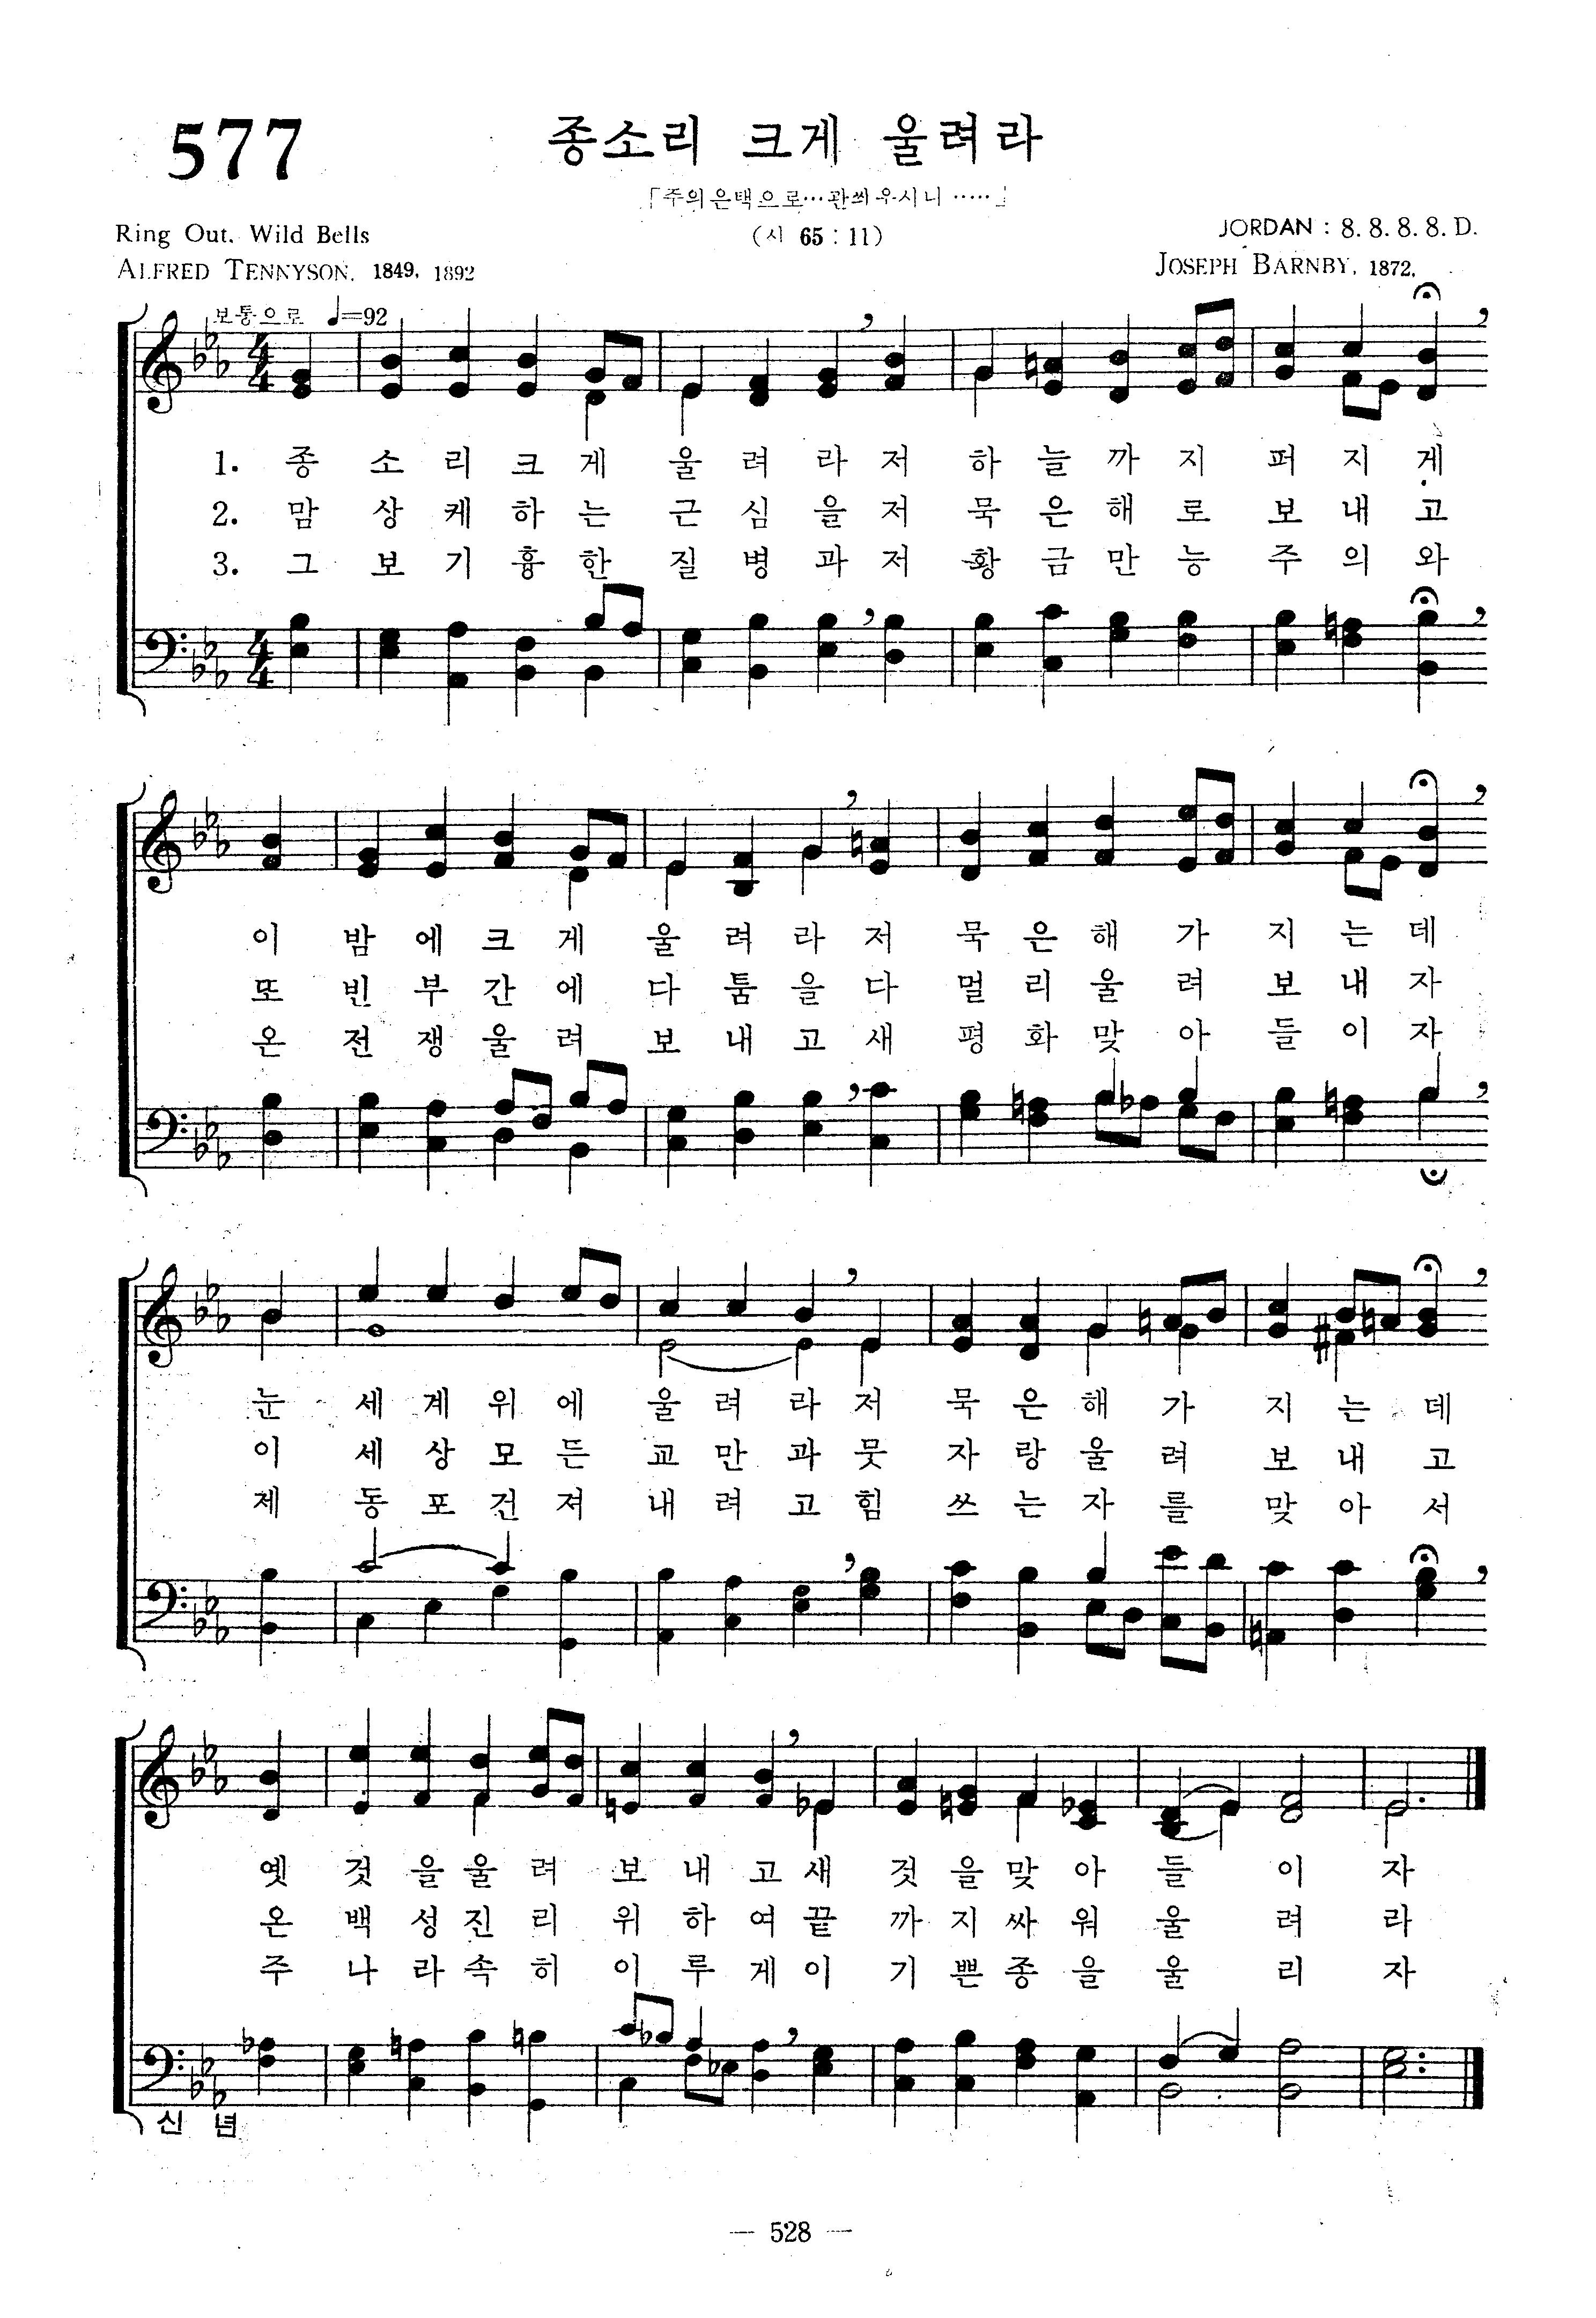 577
종소리 크게 울려라
「주의은택으로…관씌우시니 ……」
Ring Out, Wild Bells
(시 65 : 11)
JORDAN : 8. 8. 8. 8. D.
ALFRED TENNYSON, 1849, 1892
JOSEPH BARNBY, 1872,
보통으로 ♩=92
1. 종 소 리 크 게 울 려 라 저 하 늘 까 지 퍼 지 게
2. 맘 상 케 하 는 근 심 을 저 묵 은 해 로 보 내 고
3. 그 보 기 흉 한 질 병 과 저 황 금 만 능 주 의 와
이 밤 에 크 게 울 려 라 저 묵 은 해 가 지 는 데
또 빈 부 간 에 다 툼 을 다 멀 리 울 려 보 내 자
온 전 쟁 울 려 보 내 고 새 평 화 맞 아 들 이 자
눈 세 계 위 에 울 려 라 저 묵 은 해 가 지 는 데
이 세 상 모 든 교 만 과 뭇 자 랑 울 려 보 내 고
제 동 포 건 져 내 려 고 힘 쓰 는 자 를 맞 아 서
옛 것 을 울 려 보 내 고 새 것 을 맞 아 들 이 자
온 백 성 진 리 위 하 여 끝 까 지 싸 워 울 려 라
주 나 라 속 히 이 루 게 이 기 쁜 종 을 울 리 자
신 년
— 528 —